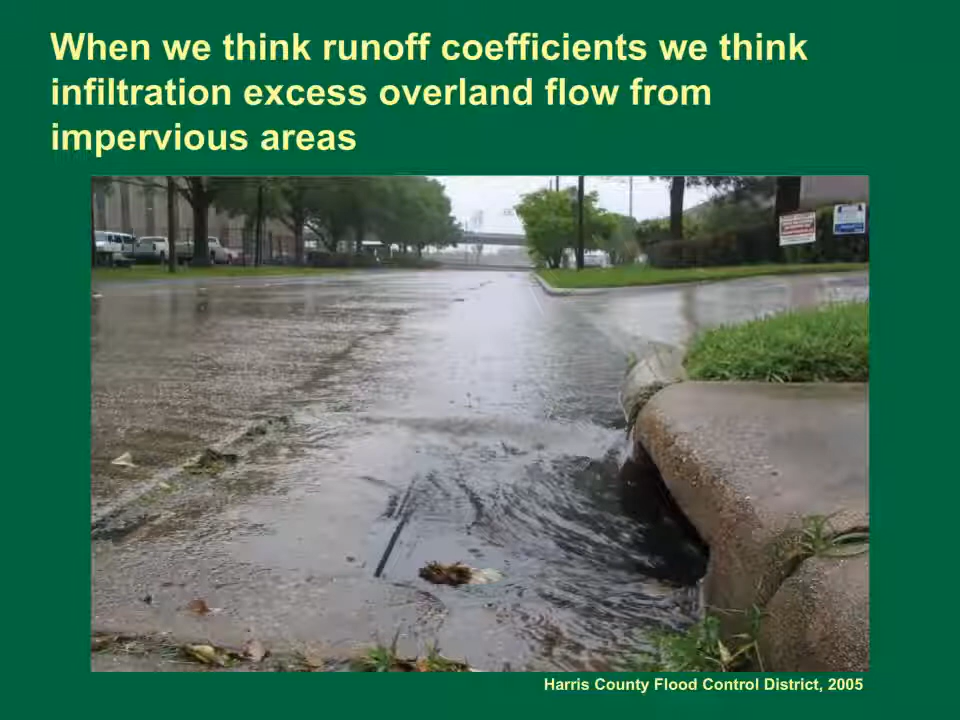 When we think runoff coefficients we think
infiltration excess overland flow from
impervious areas
Harris County Flood Control District, 2005